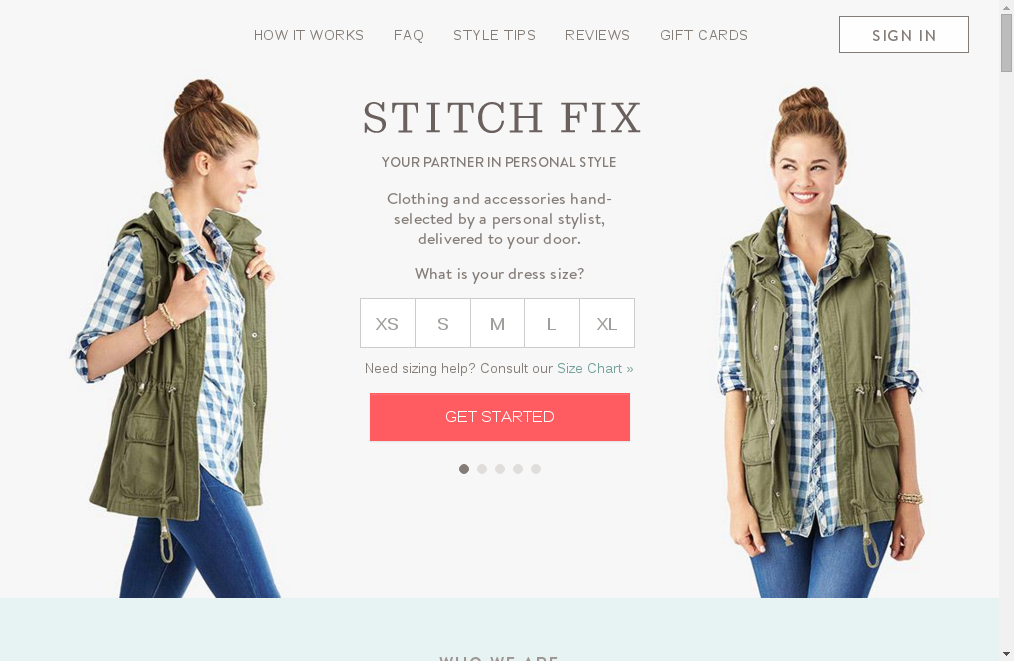 HOW IT WORKS FAQ STYLE TIPS REVIEWS GIFT CARDS SIGN IN
STITCH FIX
YOUR PARTNER IN PERSONAL STYLE
Clothing and accessories hand-
selected by a personal stylist,
delivered to your door.
What is your dress size?
XS S M L XL
Need sizing help? Consult our Size Chart »
GET STARTED
WHO WE ARE